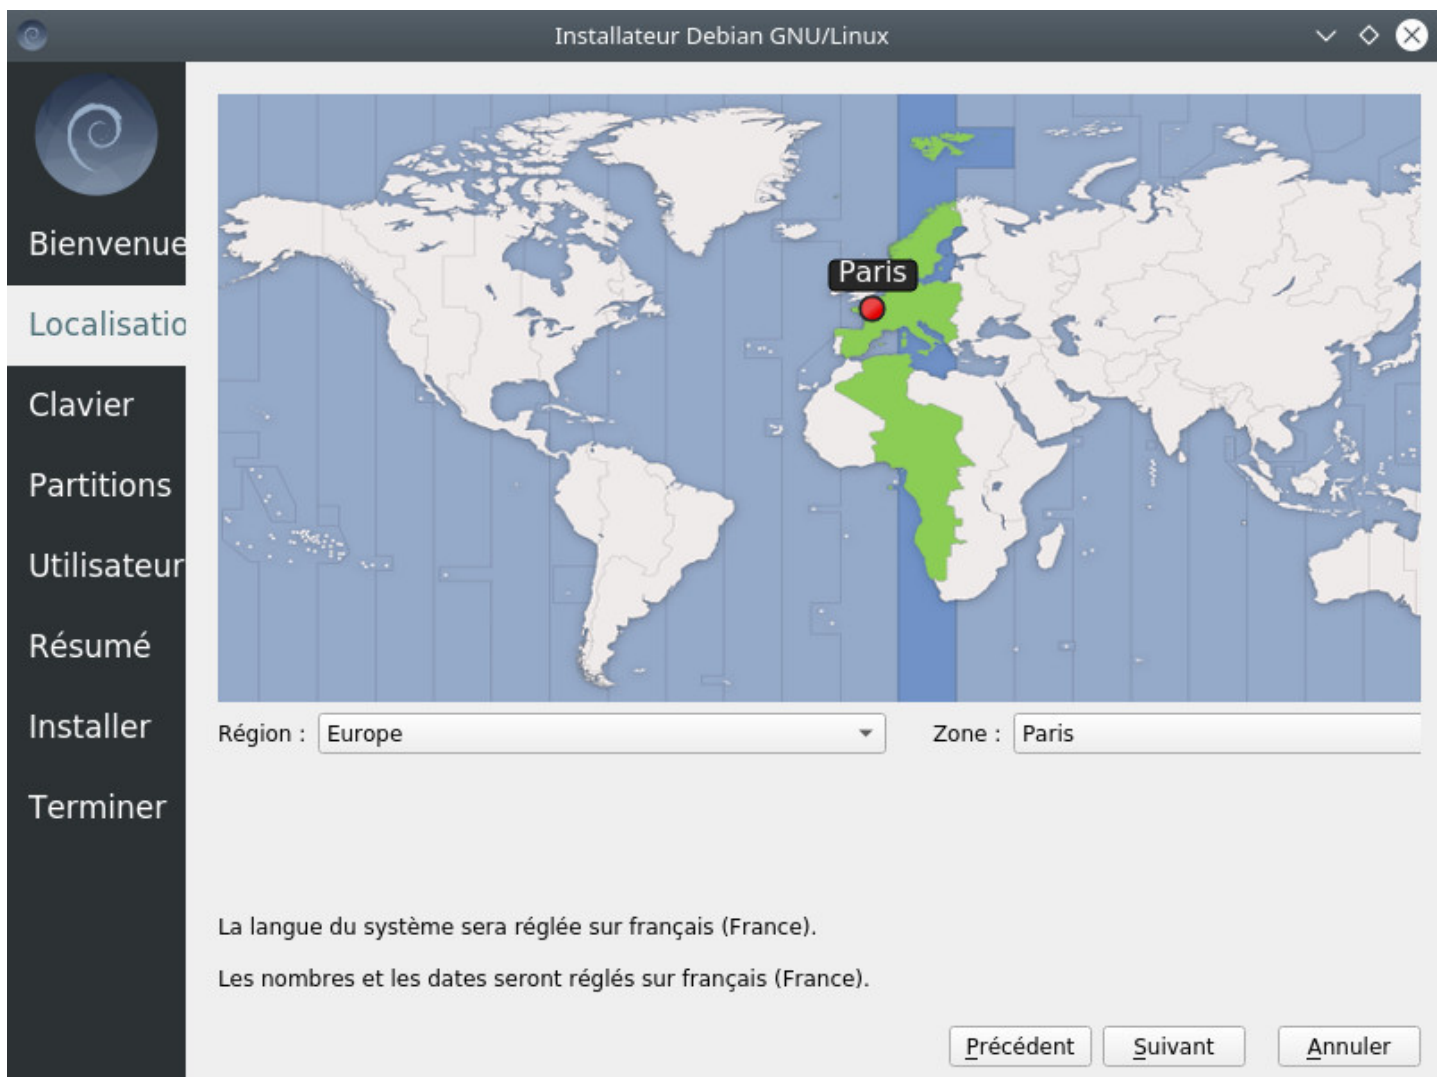 Installateur Debian GNU/Linux
Bienvenue
Localisatio
Clavier
Partitions
Utilisateur
Résumé
Installer
Terminer
Paris
Région : Europe
Zone : Paris
La langue du système sera réglée sur français (France).
Les nombres et les dates seront réglés sur français (France).
Précédent Suivant Annuler